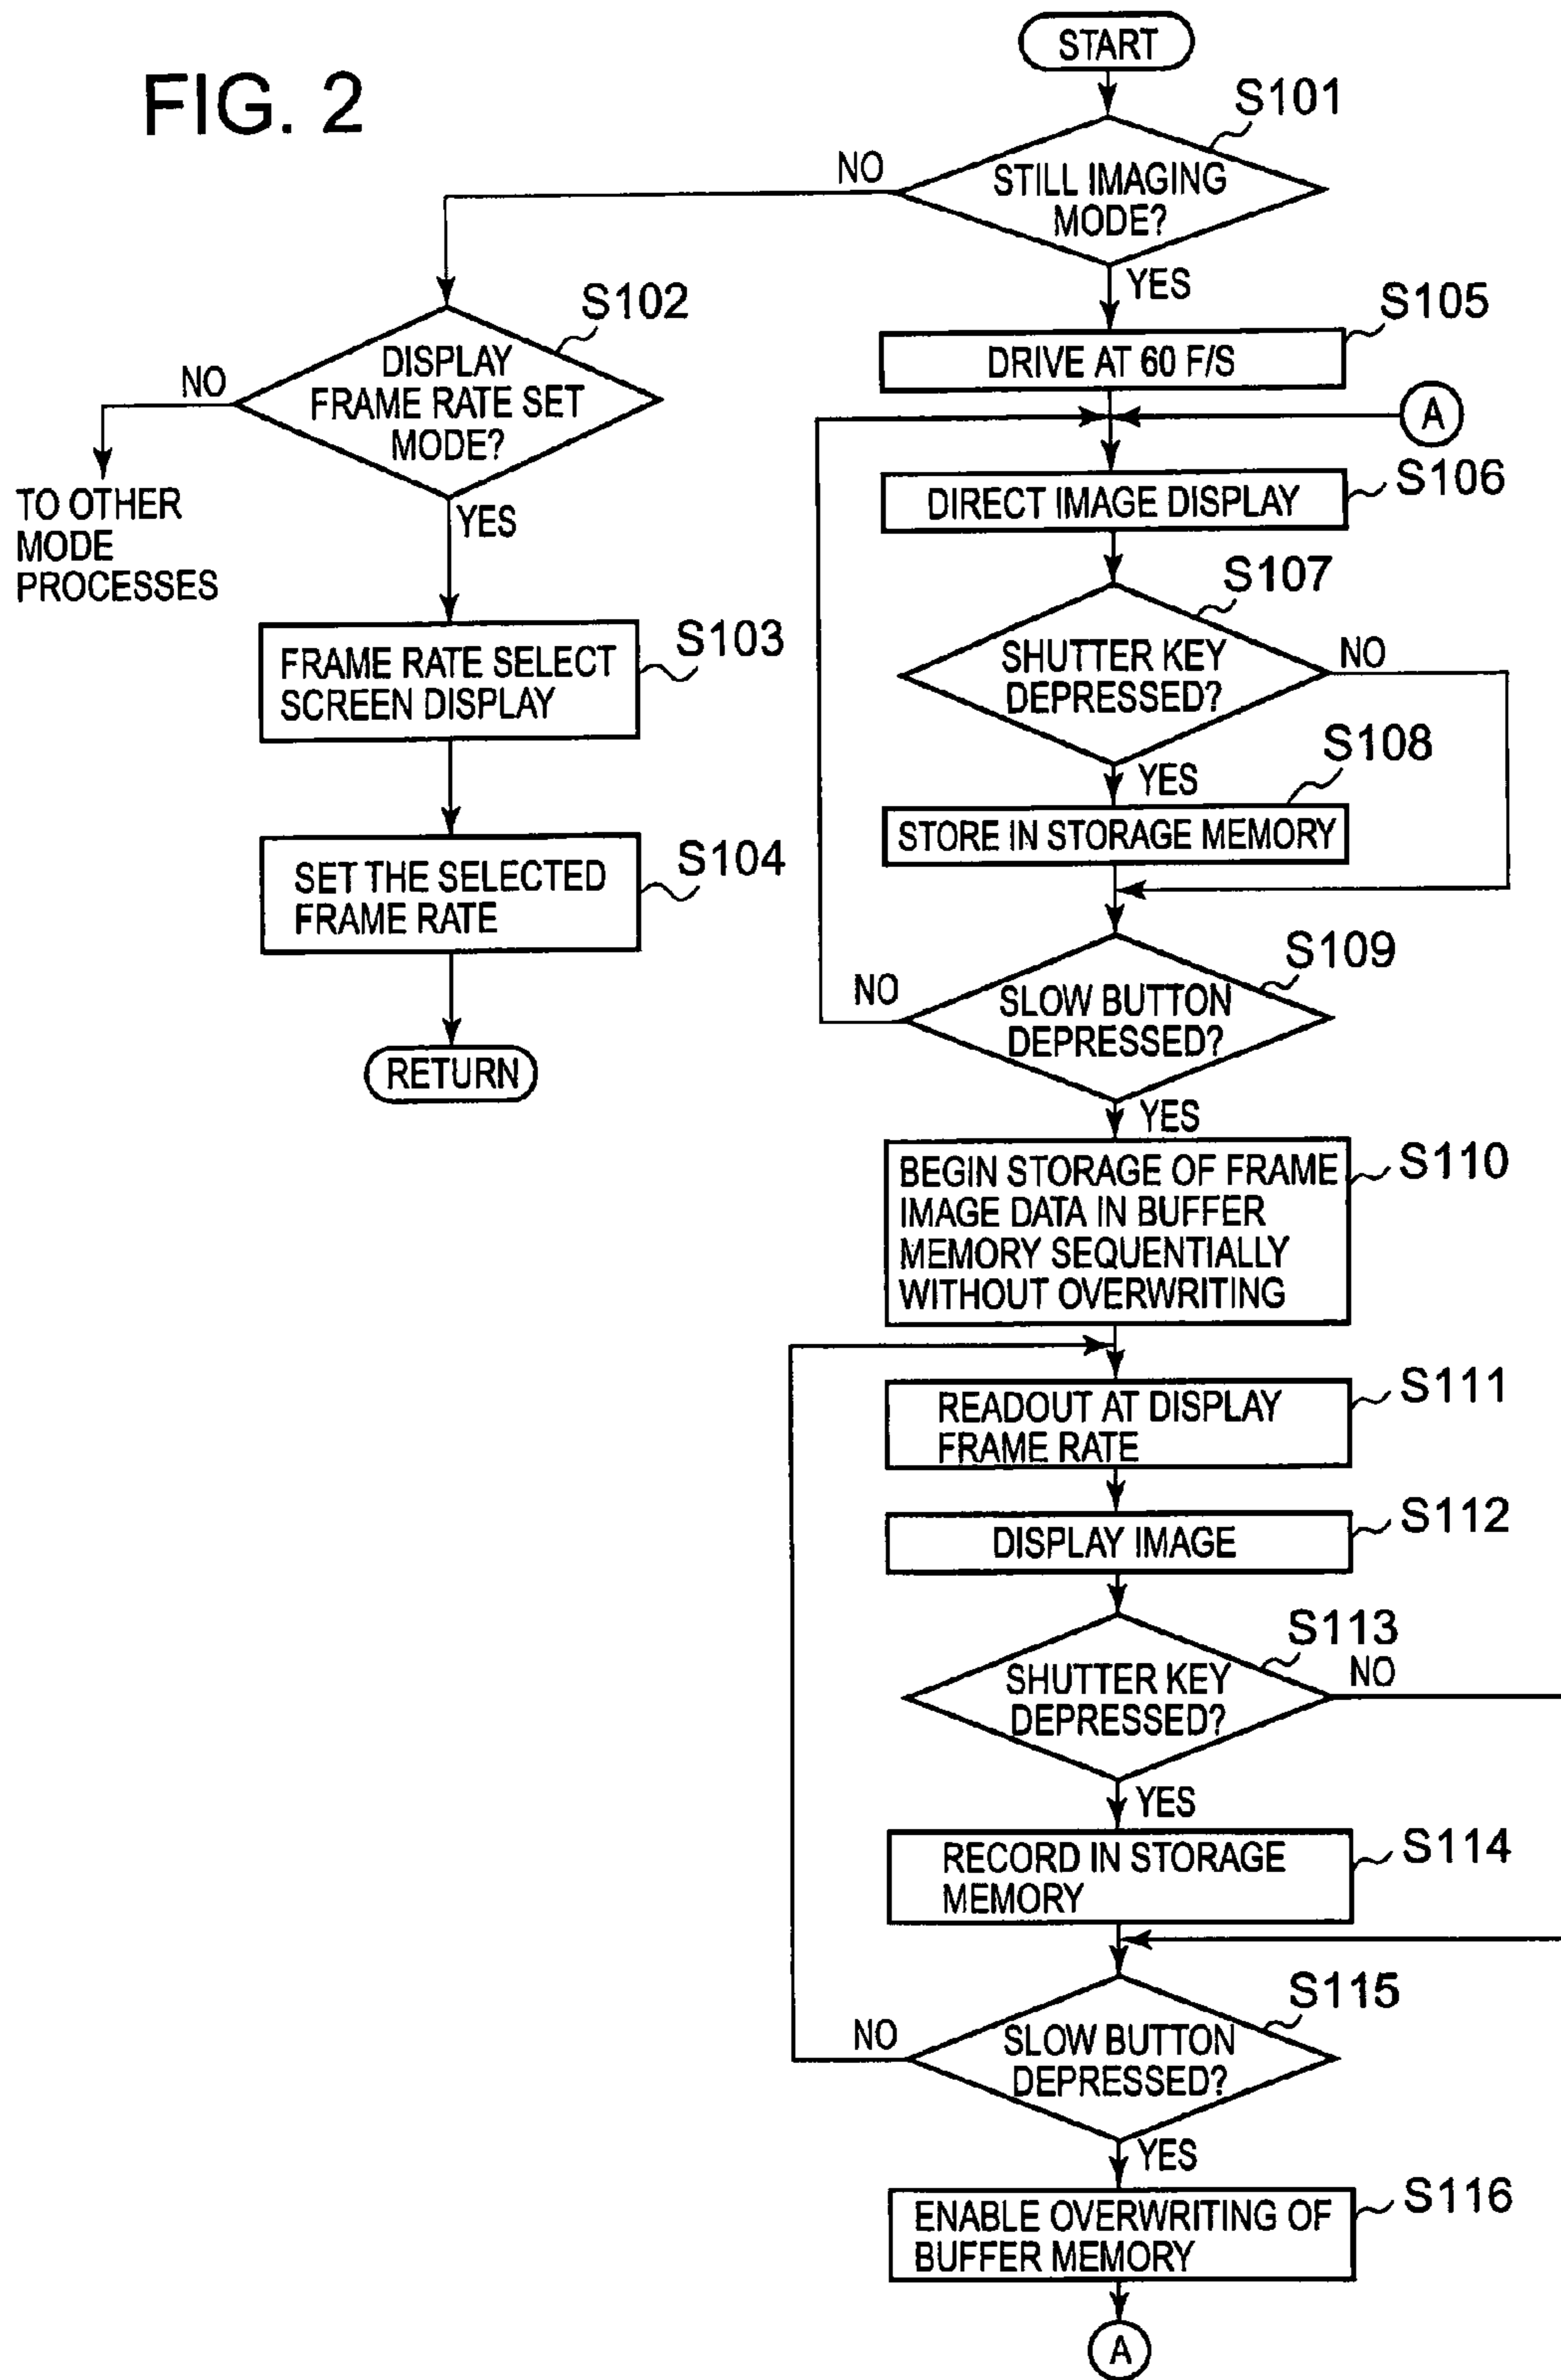 FIG. 2
START
S101
STILL IMAGING
MODE?
NO
YES
S102
DISPLAY
FRAME RATE SET
MODE?
NO
TO OTHER
MODE
PROCESSES
YES
S103
FRAME RATE SELECT
SCREEN DISPLAY
S104
SET THE SELECTED
FRAME RATE
RETURN
S105
DRIVE AT 60 F/S
A
S106
DIRECT IMAGE DISPLAY
S107
SHUTTER KEY
DEPRESSED?
NO
YES
S108
STORE IN STORAGE MEMORY
S109
SLOW BUTTON
DEPRESSED?
NO
YES
S110
BEGIN STORAGE OF FRAME
IMAGE DATA IN BUFFER
MEMORY SEQUENTIALLY
WITHOUT OVERWRITING
S111
READOUT AT DISPLAY
FRAME RATE
S112
DISPLAY IMAGE
S113
SHUTTER KEY
DEPRESSED?
NO
YES
S114
RECORD IN STORAGE
MEMORY
S115
SLOW BUTTON
DEPRESSED?
NO
YES
S116
ENABLE OVERWRITING OF
BUFFER MEMORY
A